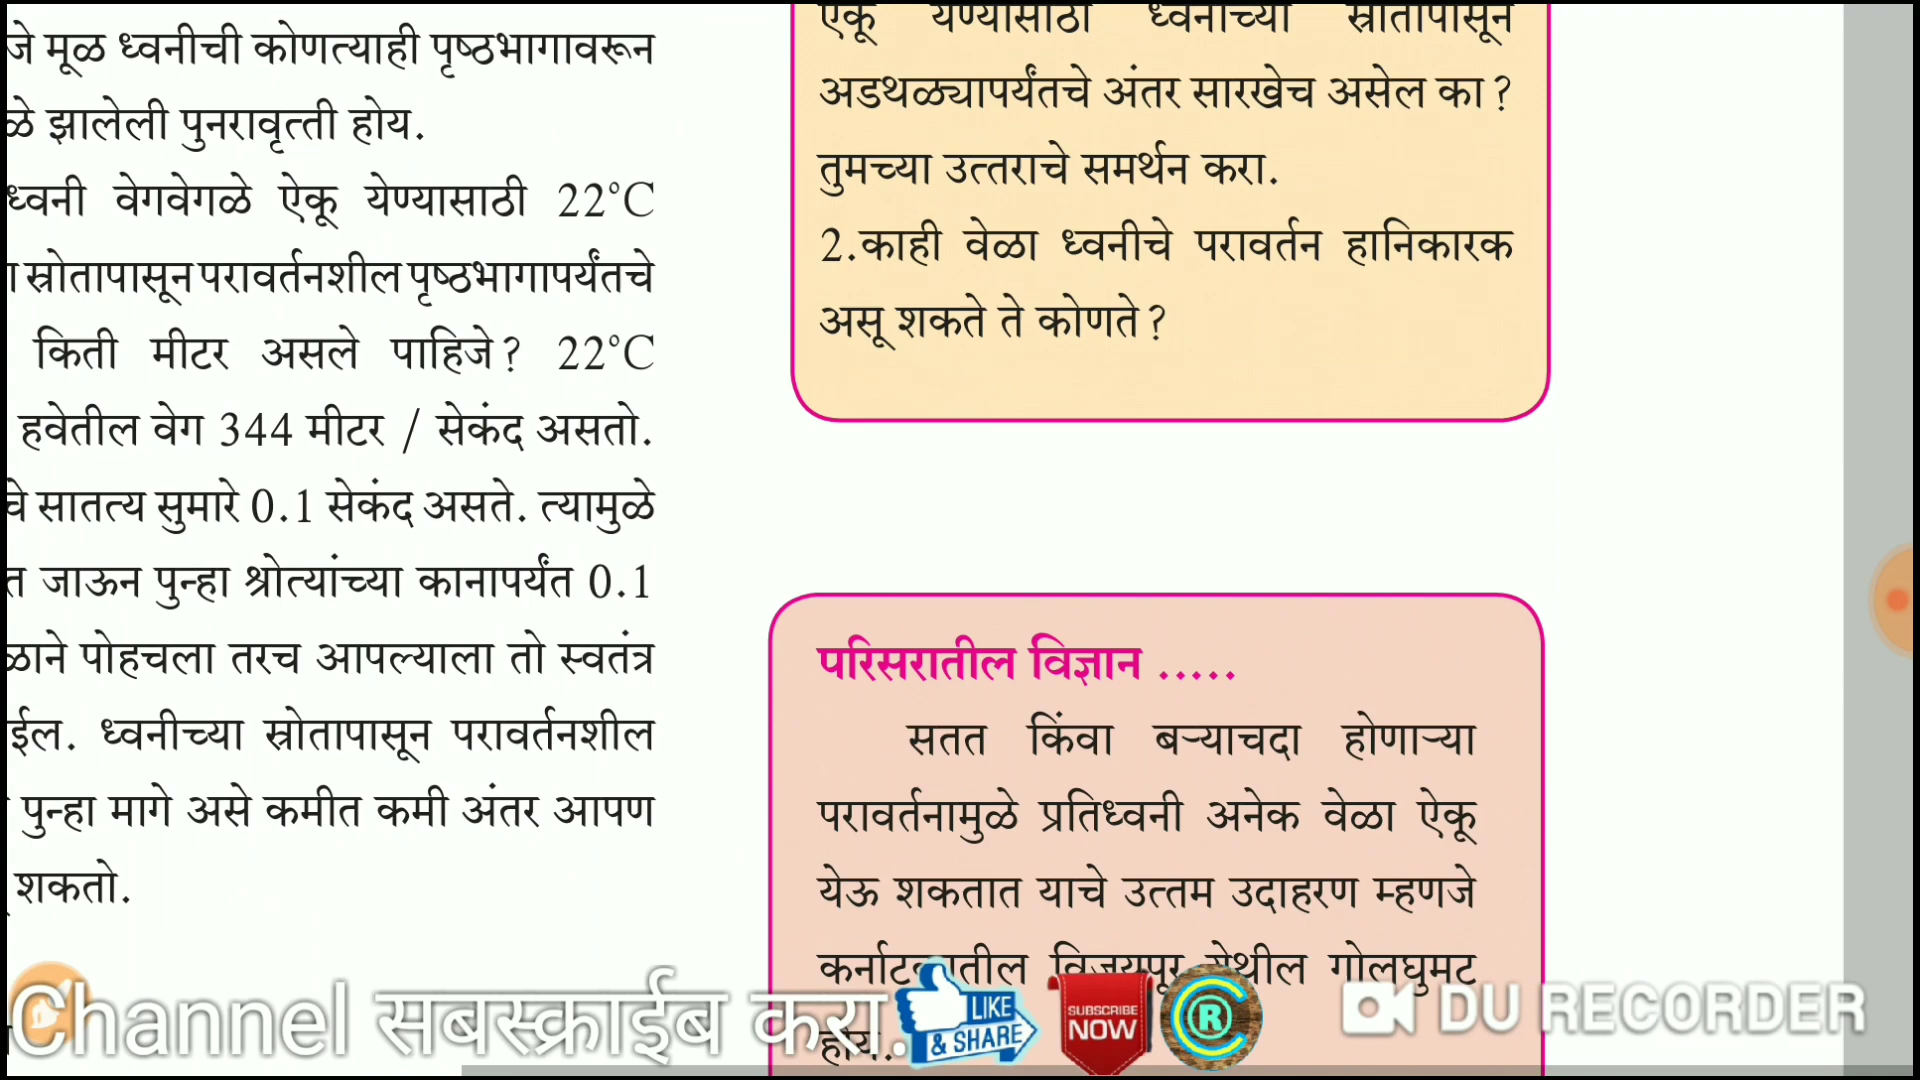 जे मूळ ध्वनीची कोणत्याही पृष्ठभागावरून
ळे झालेली पुनरावृत्ती होय.
ध्वनी वेगवेगळे ऐकू येण्यासाठी 22°C
स्रोतापासून परावर्तनशील पृष्ठभागापर्यंतचे
किती मीटर असले पाहिजे? 22°C
हवेतील वेग 344 मीटर / सेकंद असतो.
चे सातत्य सुमारे 0.1 सेकंद असते. त्यामुळे
त जाऊन पुन्हा श्रोत्यांच्या कानापर्यंत 0.1
ळाने पोहचला तरच आपल्याला तो स्वतंत्र
ईल. ध्वनीच्या स्रोतापासून परावर्तनशील
पुन्हा मागे असे कमीत कमी अंतर आपण
शकतो.
ऐकू येण्यासाठी ध्वनीच्या स्रोतापासून
अडथळ्यापर्यंतचे अंतर सारखेच असेल का?
तुमच्या उत्तराचे समर्थन करा.
2.काही वेळा ध्वनीचे परावर्तन हानिकारक
असू शकते ते कोणते?
परिसरातील विज्ञान .....
सतत किंवा बऱ्याचदा होणाऱ्या
परावर्तनामुळे प्रतिध्वनी अनेक वेळा ऐकू
येऊ शकतात याचे उत्तम उदाहरण म्हणजे
कर्नाटकातील विजयपूर येथील गोलघुमट
होय.
Channel सबस्क्राईब करा.
LIKE
& SHARE
SUBSCRIBE
NOW
R
DU RECORDER